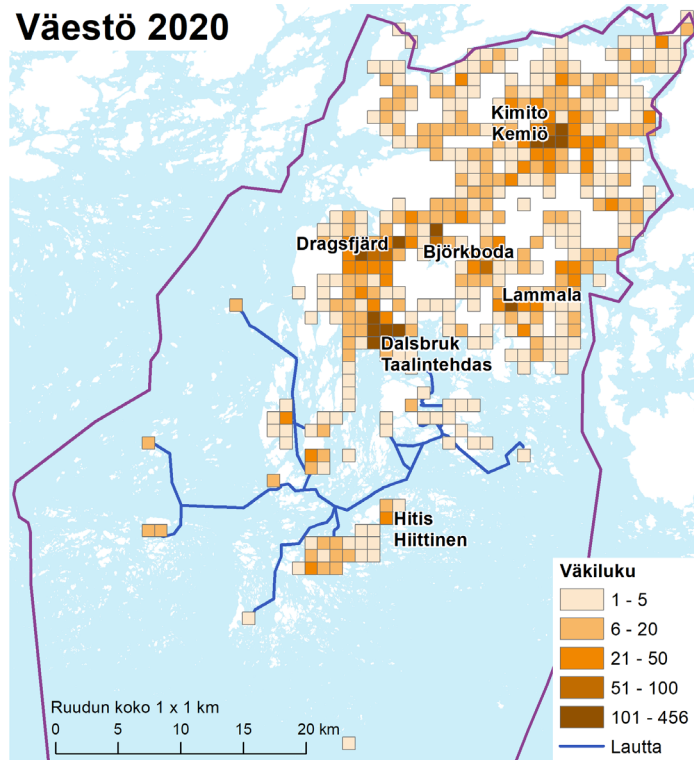 Väestö 2020
Kimito
Kemiö
Dragsfjärd
Björkboda
Lammala
Dalsbruk
Taalintehdas
Hitis
Hiittinen
Väkiluku
1 - 5
6 - 20
21 - 50
51 - 100
101 - 456
Lautta
Ruudun koko 1 x 1 km
0 5 10 15 20 km